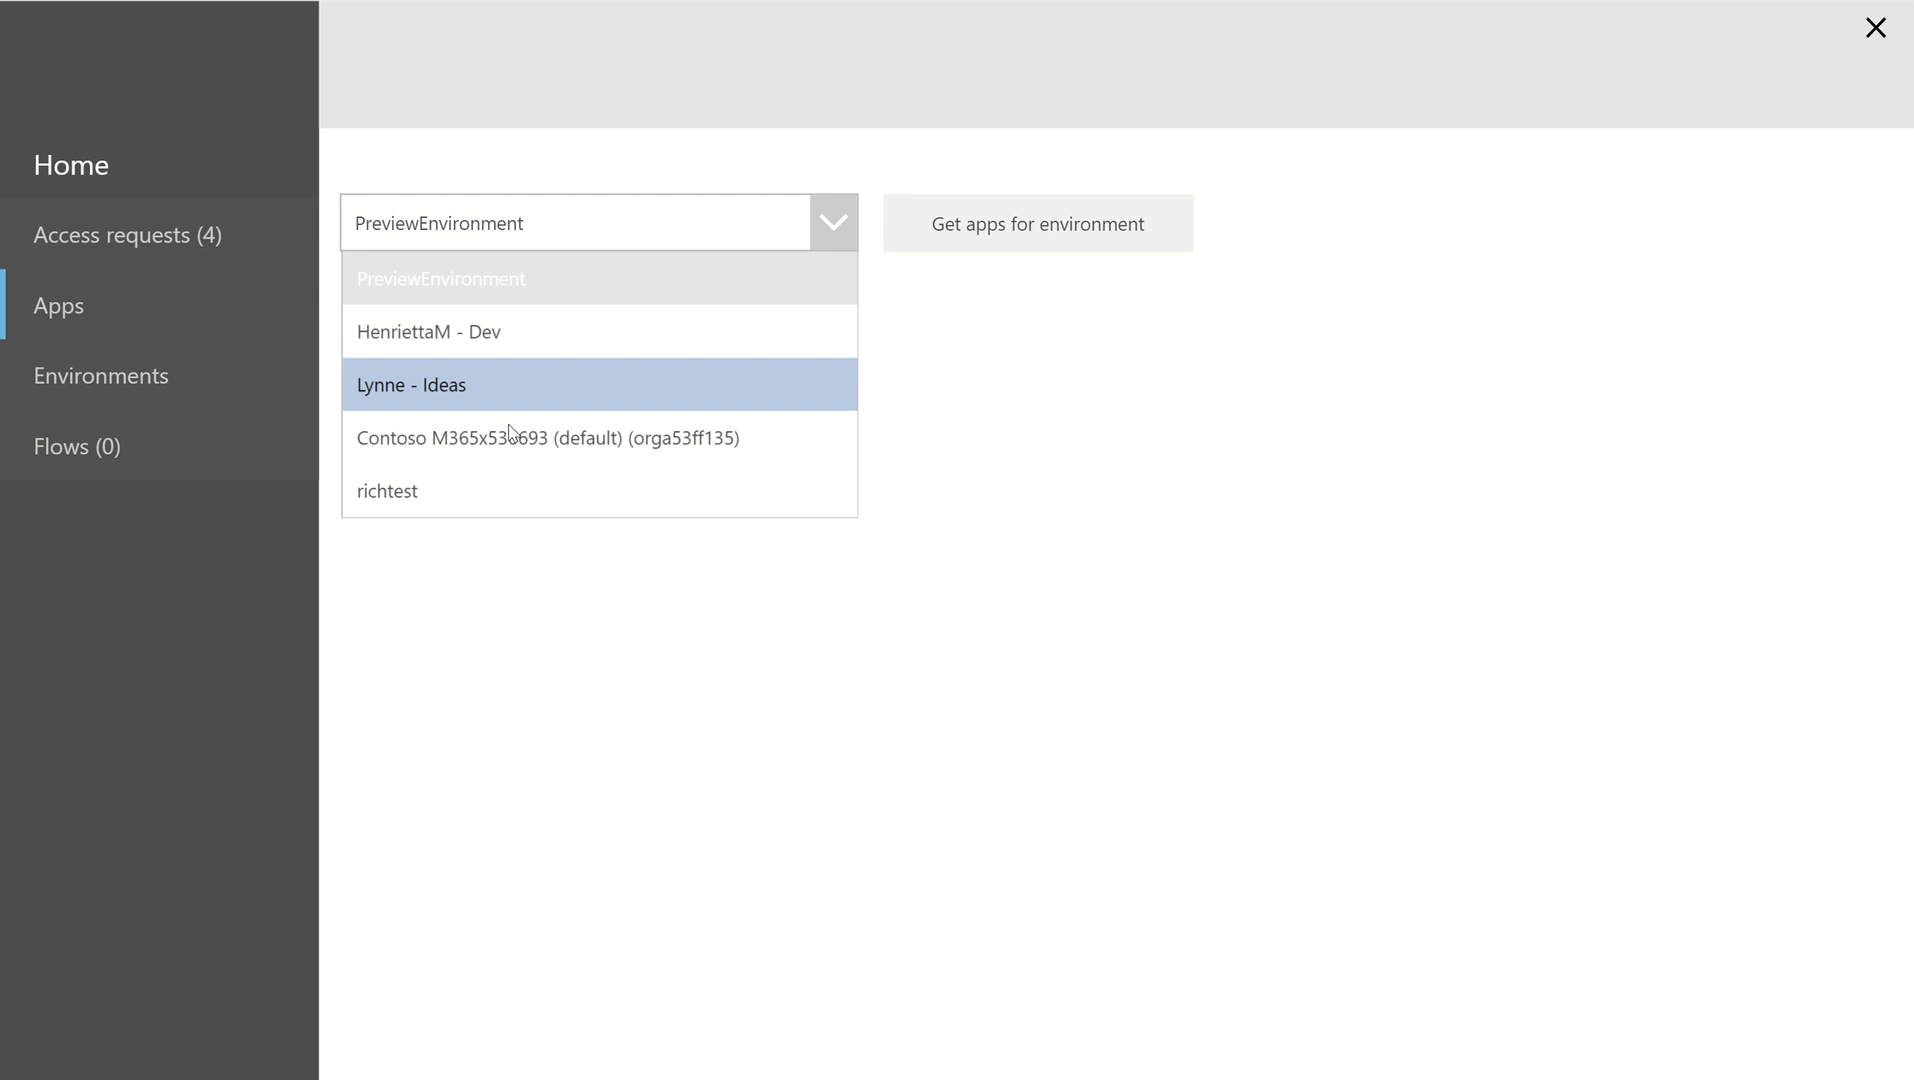 Home
Access requests (4)
Apps
Environments
Flows (0)
PreviewEnvironment
Get apps for environment
PreviewEnvironment
HenriettaM - Dev
Lynne - Ideas
Contoso (default) (orga53ff135)
richtest